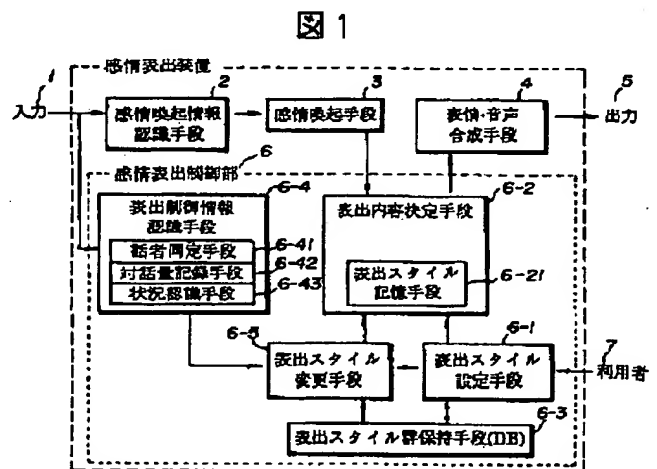 図1
感情表出装置
1
入力
2
感情喚起情報
認識手段
3
感情喚起手段
4
表情・音声
合成手段
5
出力
6
感情表出制御部
6-4
表出制御情報
認識手段
話者同定手段
6-41
対話量記録手段
6-42
状況認識手段
6-43
6-2
表出内容決定手段
表出スタイル
記憶手段
6-21
6-5
表出スタイル
変更手段
6-1
表出スタイル
設定手段
7
利用者
6-3
表出スタイル群保持手段(DB)